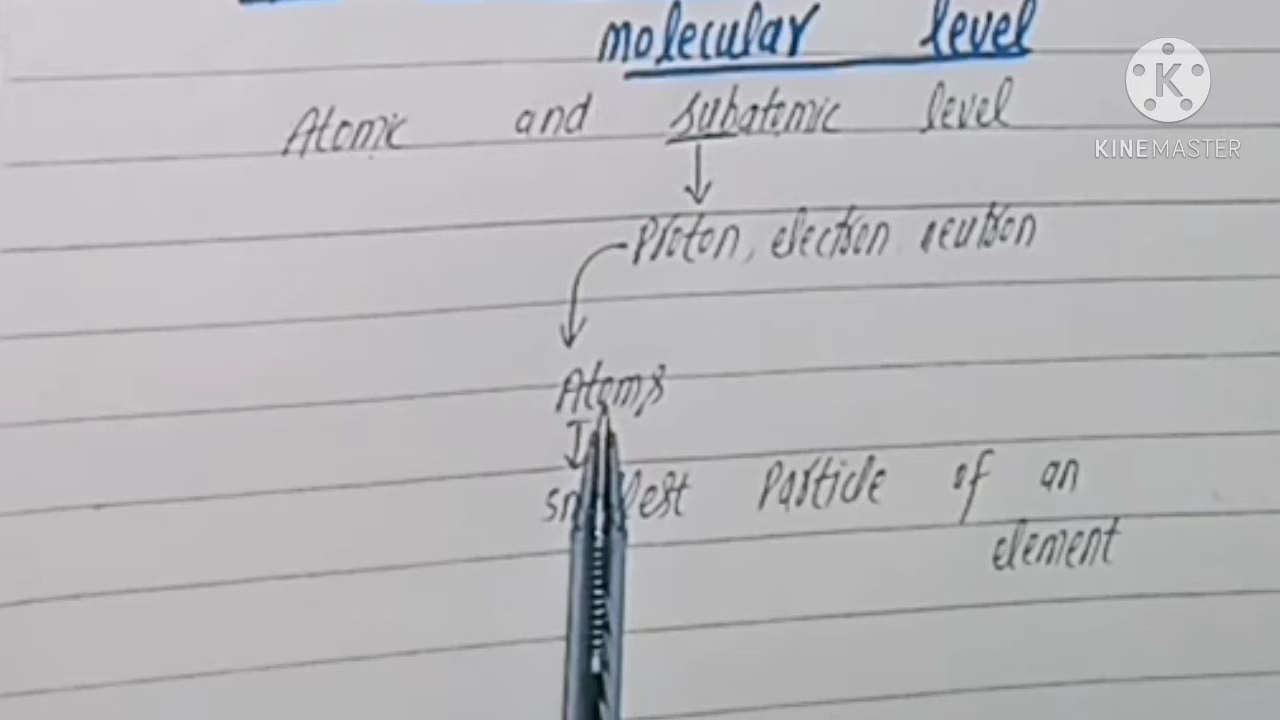 molecular level
Atomic and subatomic level
Proton, electron neutron
Atoms
smallest Particle of an
element
KINEMASTER